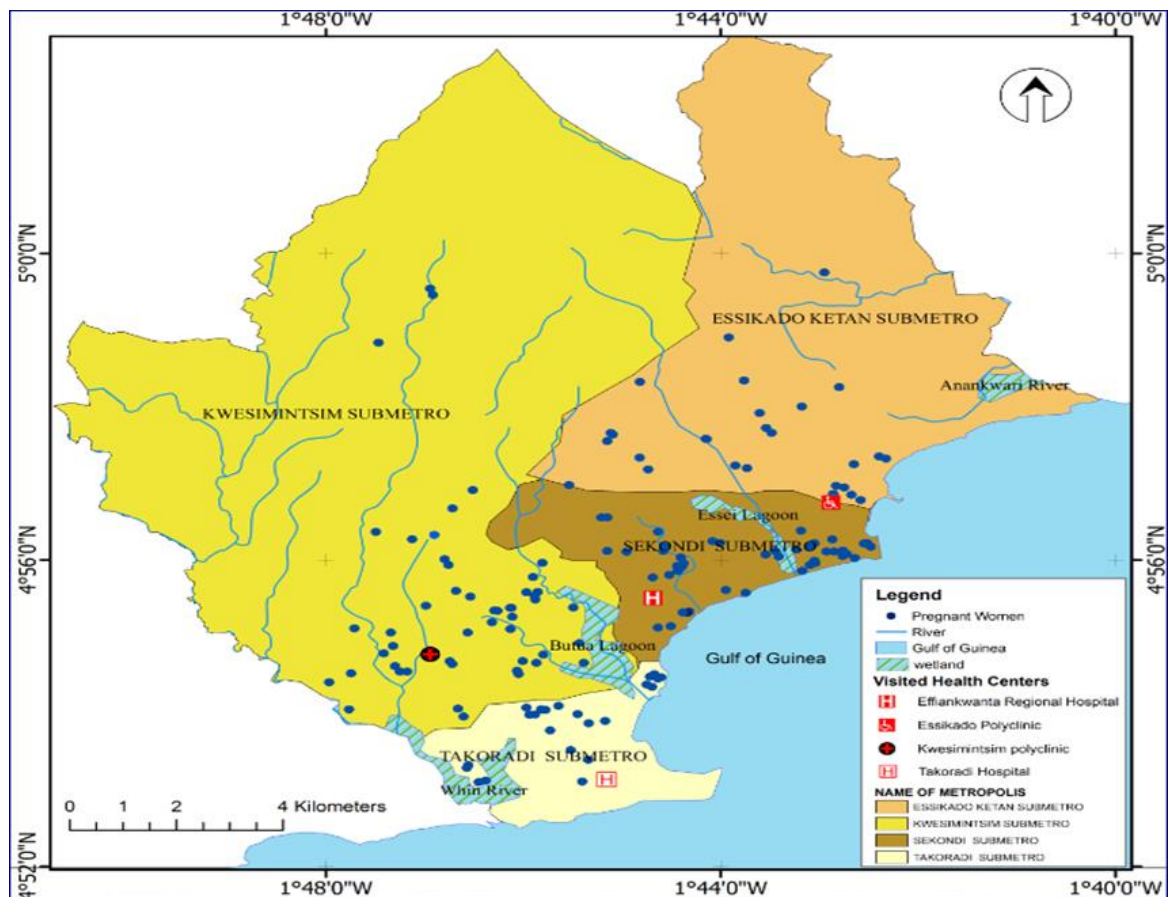 1°48'0"W 1°44'0"W 1°40'0"W
5°0'0"N 5°0'0"N
ESSIKADO KETAN SUBMETRO
Anankwari River
KWESIMINTSIM SUBMETRO
Essei Lagoon
SEKONDI SUBMETRO
4°56'0"N 4°56'0"N
Butua Lagoon
Gulf of Guinea
TAKORADI SUBMETRO
Whin River
0 1 2 4 Kilometers
4°52'0"N
1°48'0"W 1°44'0"W 1°40'0"W
Legend
Pregnant Women
River
Gulf of Guinea
wetland
Visited Health Centers
H Effiankwanta Regional Hospital
Essikado Polyclinic
Kwesimintsim polyclinic
H Takoradi Hospital
NAME OF METROPOLIS
ESSIKADO KETAN SUBMETRO
KWESIMINTSIM SUBMETRO
SEKONDI SUBMETRO
TAKORADI SUBMETRO
H
H